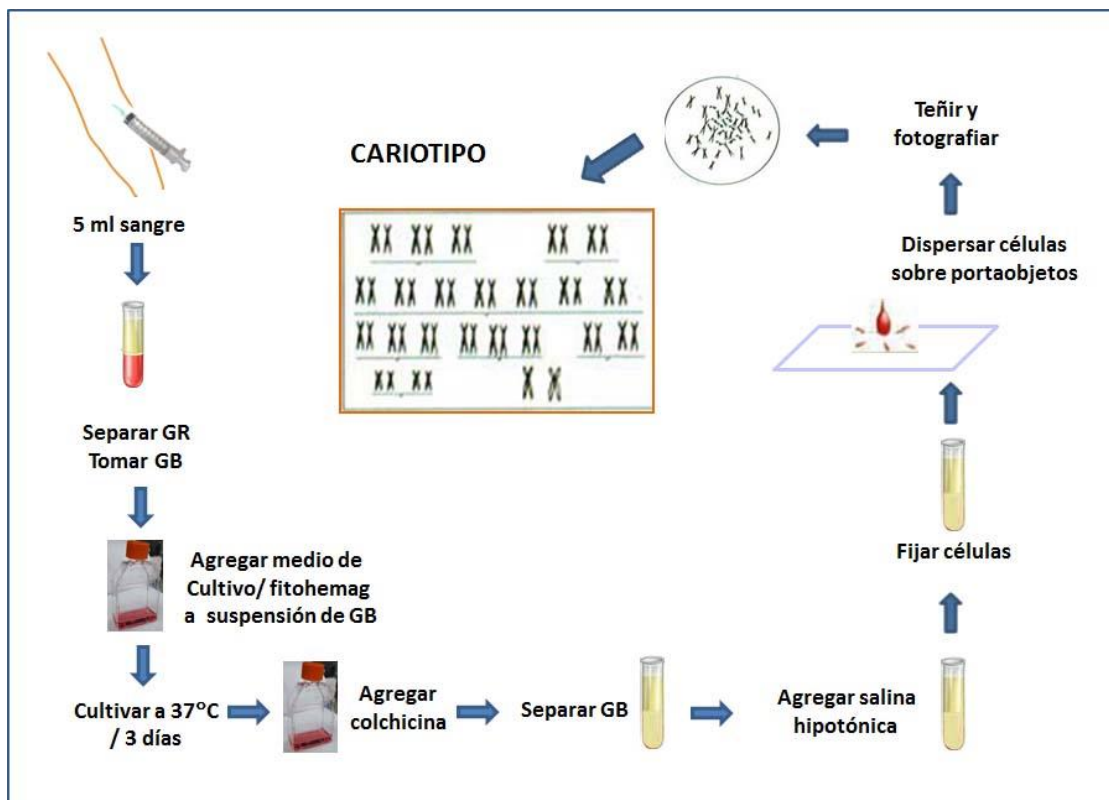 5 ml sangre
Separar GR
Tomar GB
Agregar medio de
Cultivo/ fitohemag
a suspensión de GB
Cultivar a 37°C
/ 3 días
Agregar
colchicina
Separar GB
Agregar salina
hipotónica
Fijar células
Dispersar células
sobre portaobjetos
Teñir y
fotografiar
CARIOTIPO